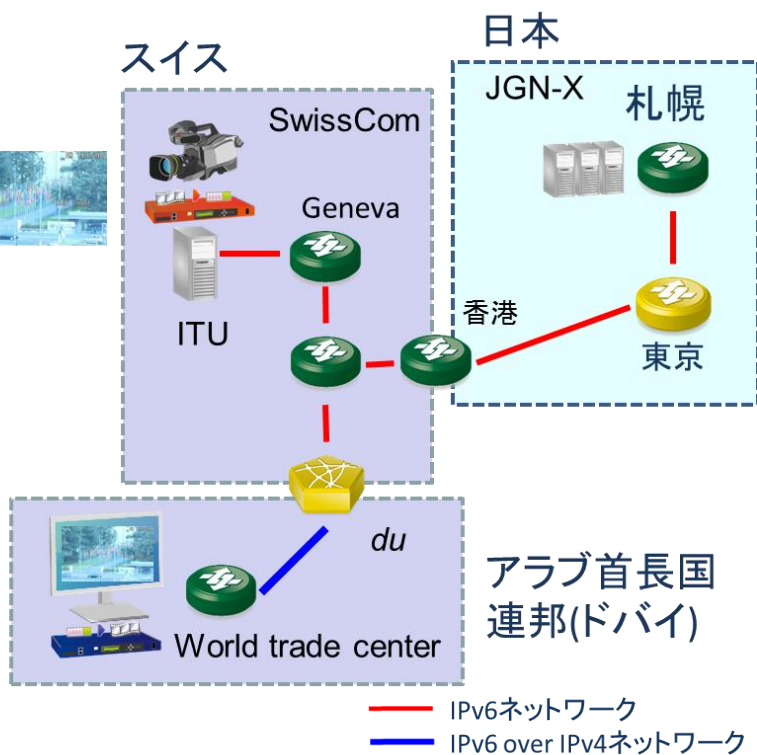 スイス
日本
SwissCom
JGN-X
札幌
Geneva
ITU
香港
東京
du
World trade center
アラブ首長国
連邦(ドバイ)
IPv6ネットワーク
IPv6 over IPv4ネットワーク